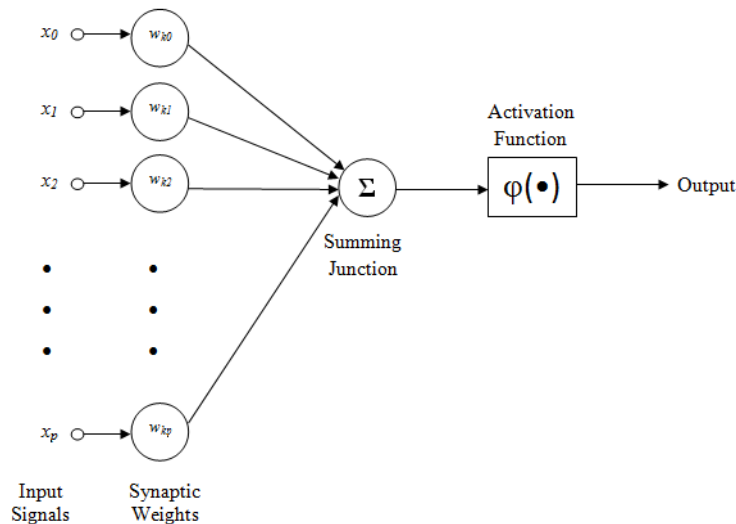 x0
wk0
x1
wk1
x2
wk2
Σ
Summing
Junction
Activation
Function
φ(•)
Output
xp
wkp
Input
Signals
Synaptic
Weights